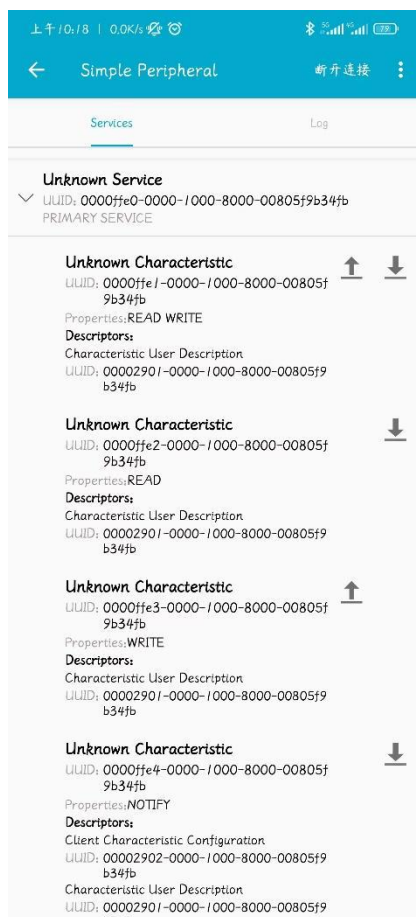 上午10:18 | 0.0K/s
5G 4G 79
Simple Peripheral 断开连接
Services Log
Unknown Service
UUID: 0000ffe0-0000-1000-8000-00805f9b34fb
PRIMARY SERVICE
Unknown Characteristic
UUID: 0000ffe1-0000-1000-8000-00805f
9b34fb
Properties:READ WRITE
Descriptors:
Characteristic User Description
UUID: 00002901-0000-1000-8000-00805f9
b34fb
Unknown Characteristic
UUID: 0000ffe2-0000-1000-8000-00805f
9b34fb
Properties:READ
Descriptors:
Characteristic User Description
UUID: 00002901-0000-1000-8000-00805f9
b34fb
Unknown Characteristic
UUID: 0000ffe3-0000-1000-8000-00805f
9b34fb
Properties:WRITE
Descriptors:
Characteristic User Description
UUID: 00002901-0000-1000-8000-00805f9
b34fb
Unknown Characteristic
UUID: 0000ffe4-0000-1000-8000-00805f
9b34fb
Properties:NOTIFY
Descriptors:
Client Characteristic Configuration
UUID: 00002902-0000-1000-8000-00805f9
b34fb
Characteristic User Description
UUID: 00002901-0000-1000-8000-00805f9